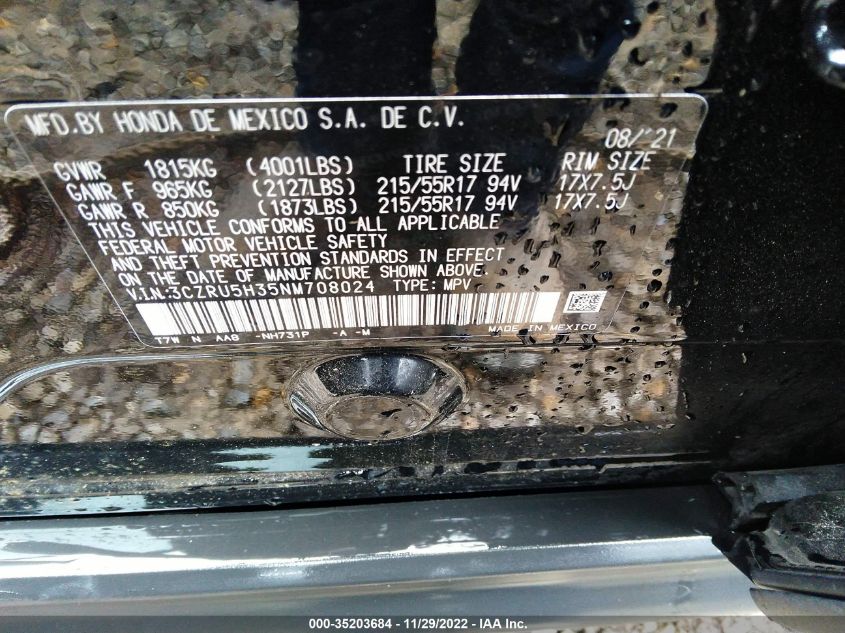 MFD.BY HONDA DE MEXICO S.A. DE C.V.
08/'21
GVWR 1815KG (4001LBS) TIRE SIZE RIM SIZE
GAWR F 965KG (2127LBS) 215/55R17 94V 17X7.5J
GAWR R 850KG (1873LBS) 215/55R17 94V 17X7.5J
THIS VEHICLE CONFORMS TO ALL APPLICABLE
FEDERAL MOTOR VEHICLE SAFETY
AND THEFT PREVENTION STANDARDS IN EFFECT
ON THE DATE OF MANUFACTURE SHOWN ABOVE.
V.I.N.:3CZRU5H35NM708024 TYPE: MPV
T7W N AA8 -NH731P -A -M MADE IN MEXICO
000-35203684 - 11/29/2022 - IAA Inc.